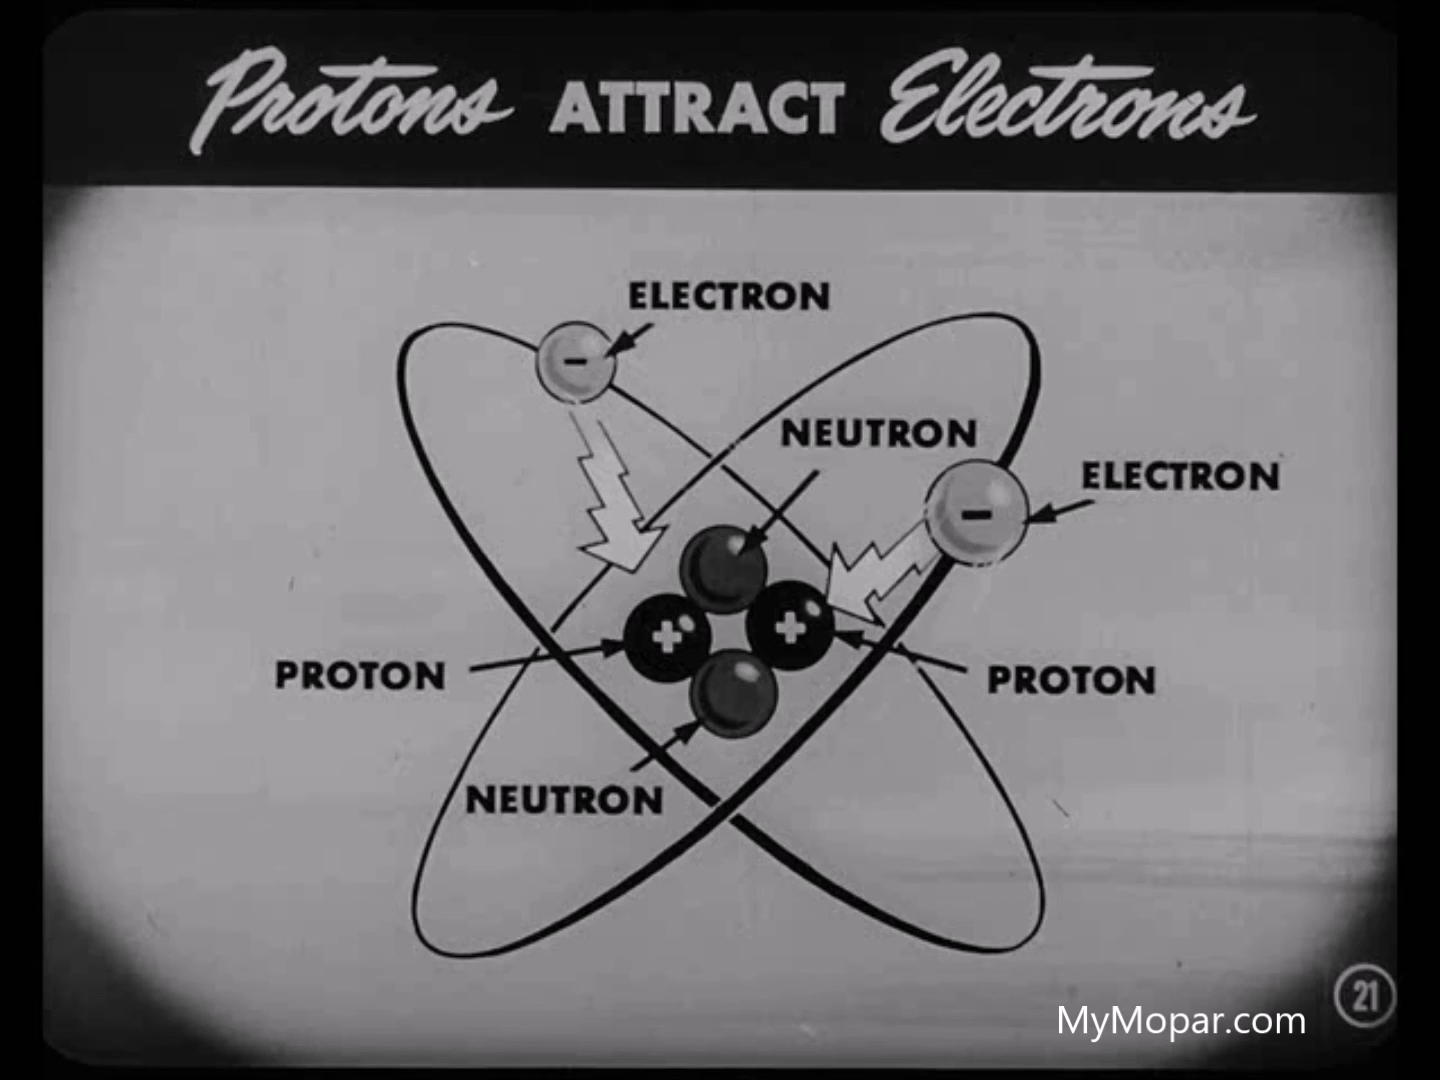 Protons ATTRACT Electrons
ELECTRON
-
NEUTRON
ELECTRON
-
+
+
PROTON
PROTON
NEUTRON
21
MyMopar.com